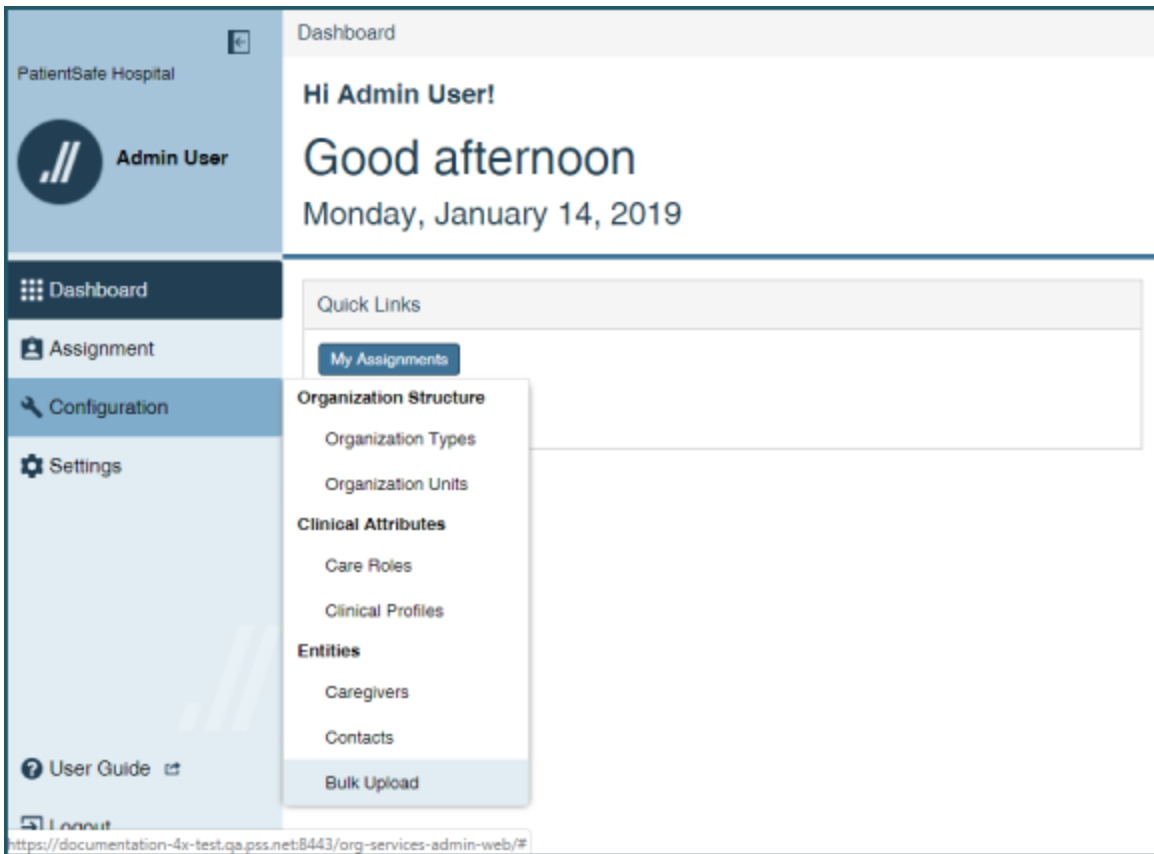 Dashboard
PatientSafe Hospital
Admin User
Hi Admin User!
Good afternoon
Monday, January 14, 2019
Dashboard
Assignment
Configuration
Settings
Quick Links
My Assignments
Organization Structure
Organization Types
Organization Units
Clinical Attributes
Care Roles
Clinical Profiles
Entities
Caregivers
Contacts
Bulk Upload
User Guide
Logout
https://documentation-4x-test.qa.pss.net:8443/org-services-admin-web/#